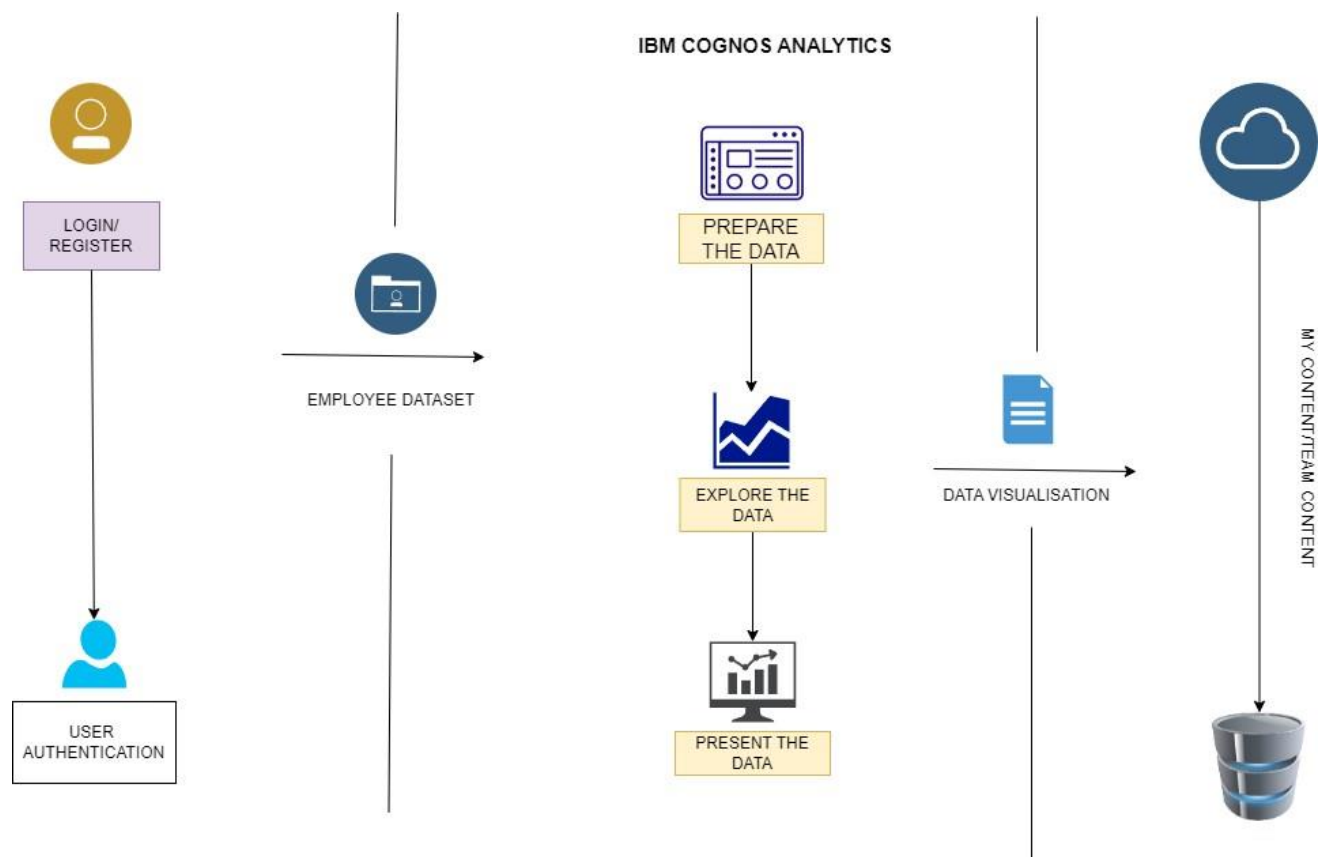 IBM COGNOS ANALYTICS
LOGIN/
REGISTER
USER
AUTHENTICATION
EMPLOYEE DATASET
PREPARE
THE DATA
EXPLORE THE
DATA
PRESENT THE
DATA
DATA VISUALISATION
MY CONTENT/TEAM CONTENT